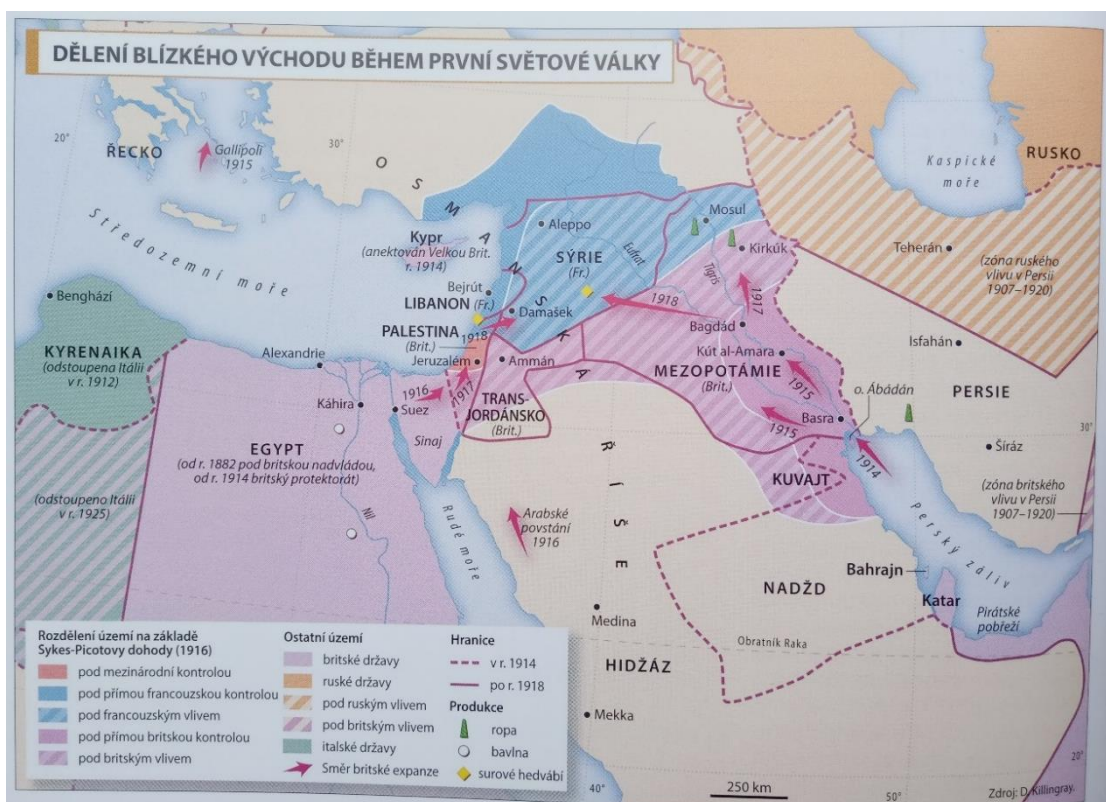 DĚLENÍ BLÍZKÉHO VÝCHODU BĚHEM PRVNÍ SVĚTOVÉ VÁLKY
20°
30°
ŘECKO
Gallipoli
1915
OSMANSKÁ
ŘÍŠE
RUSKO
Kaspické
moře
Středozemní moře
Kypr
(anektován Velkou Brit.
r. 1914)
Aleppo
SÝRIE
(Fr.)
Eufrat
Mosul
Kirkúk
Tigris
Teherán
(zóna ruského
vlivu v Persii
1907–1920)
Benghází
Bejrút
LIBANON (Fr.)
Damašek
1918
1918
1917
PALESTINA
(Brit.)
Jeruzalém
Ammán
Bagdád
Kút al-Amara
MEZOPOTÁMIE
(Brit.)
1915
Isfahán
PERSIE
o. Ábádán
KYRENAIKA
(odstoupena Itálii
v r. 1912)
Alexandrie
Káhira
1916
1917
Suez
Sinaj
TRANS-
JORDÁNSKO
(Brit.)
Basra
1915
1914
30°
Šíráz
EGYPT
(od r. 1882 pod britskou nadvládou,
od r. 1914 britský protektorát)
KUVAJT
(zóna britského
vlivu v Persii
1907–1920)
(odstoupeno Itálii
v r. 1925)
Nil
Rudé moře
Arabské
povstání
1916
Perský záliv
Bahrajn
NADŽD
Katar
Pirátské
pobřeží
Medina
Obratník Raka
HIDŽÁZ
Mekka
20°
40°
250 km
50°
Zdroj: D. Killingray.
Rozdělení území na základě
Sykes-Picotovy dohody (1916)
pod mezinárodní kontrolou
pod přímou francouzskou kontrolou
pod francouzským vlivem
pod přímou britskou kontrolou
pod britským vlivem
Ostatní území
britské državy
ruské državy
pod ruským vlivem
pod britským vlivem
italské državy
Směr britské expanze
Hranice
v r. 1914
po r. 1918
Produkce
ropa
bavlna
surové hedvábí